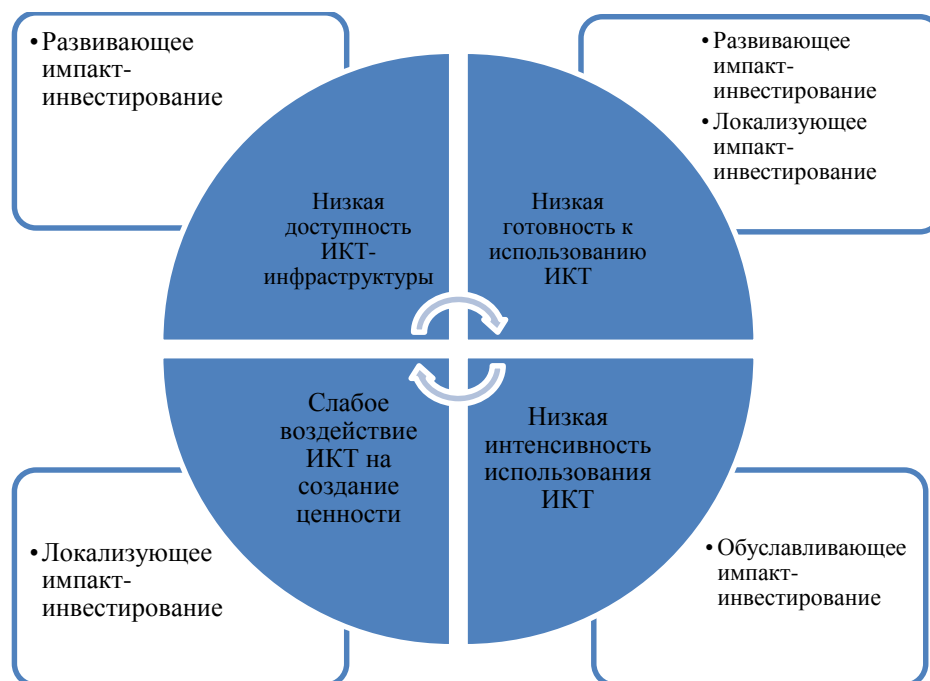 • Развивающее
импакт-
инвестирование
• Развивающее
импакт-
инвестирование
• Локализующее
импакт-
инвестирование
Низкая
доступность
ИКТ-
инфраструктуры
Низкая
готовность к
использованию
ИКТ
Слабое
воздействие
ИКТ на
создание
ценности
Низкая
интенсивность
использования
ИКТ
• Локализующее
импакт-
инвестирование
• Обуславливающее
импакт-
инвестирование